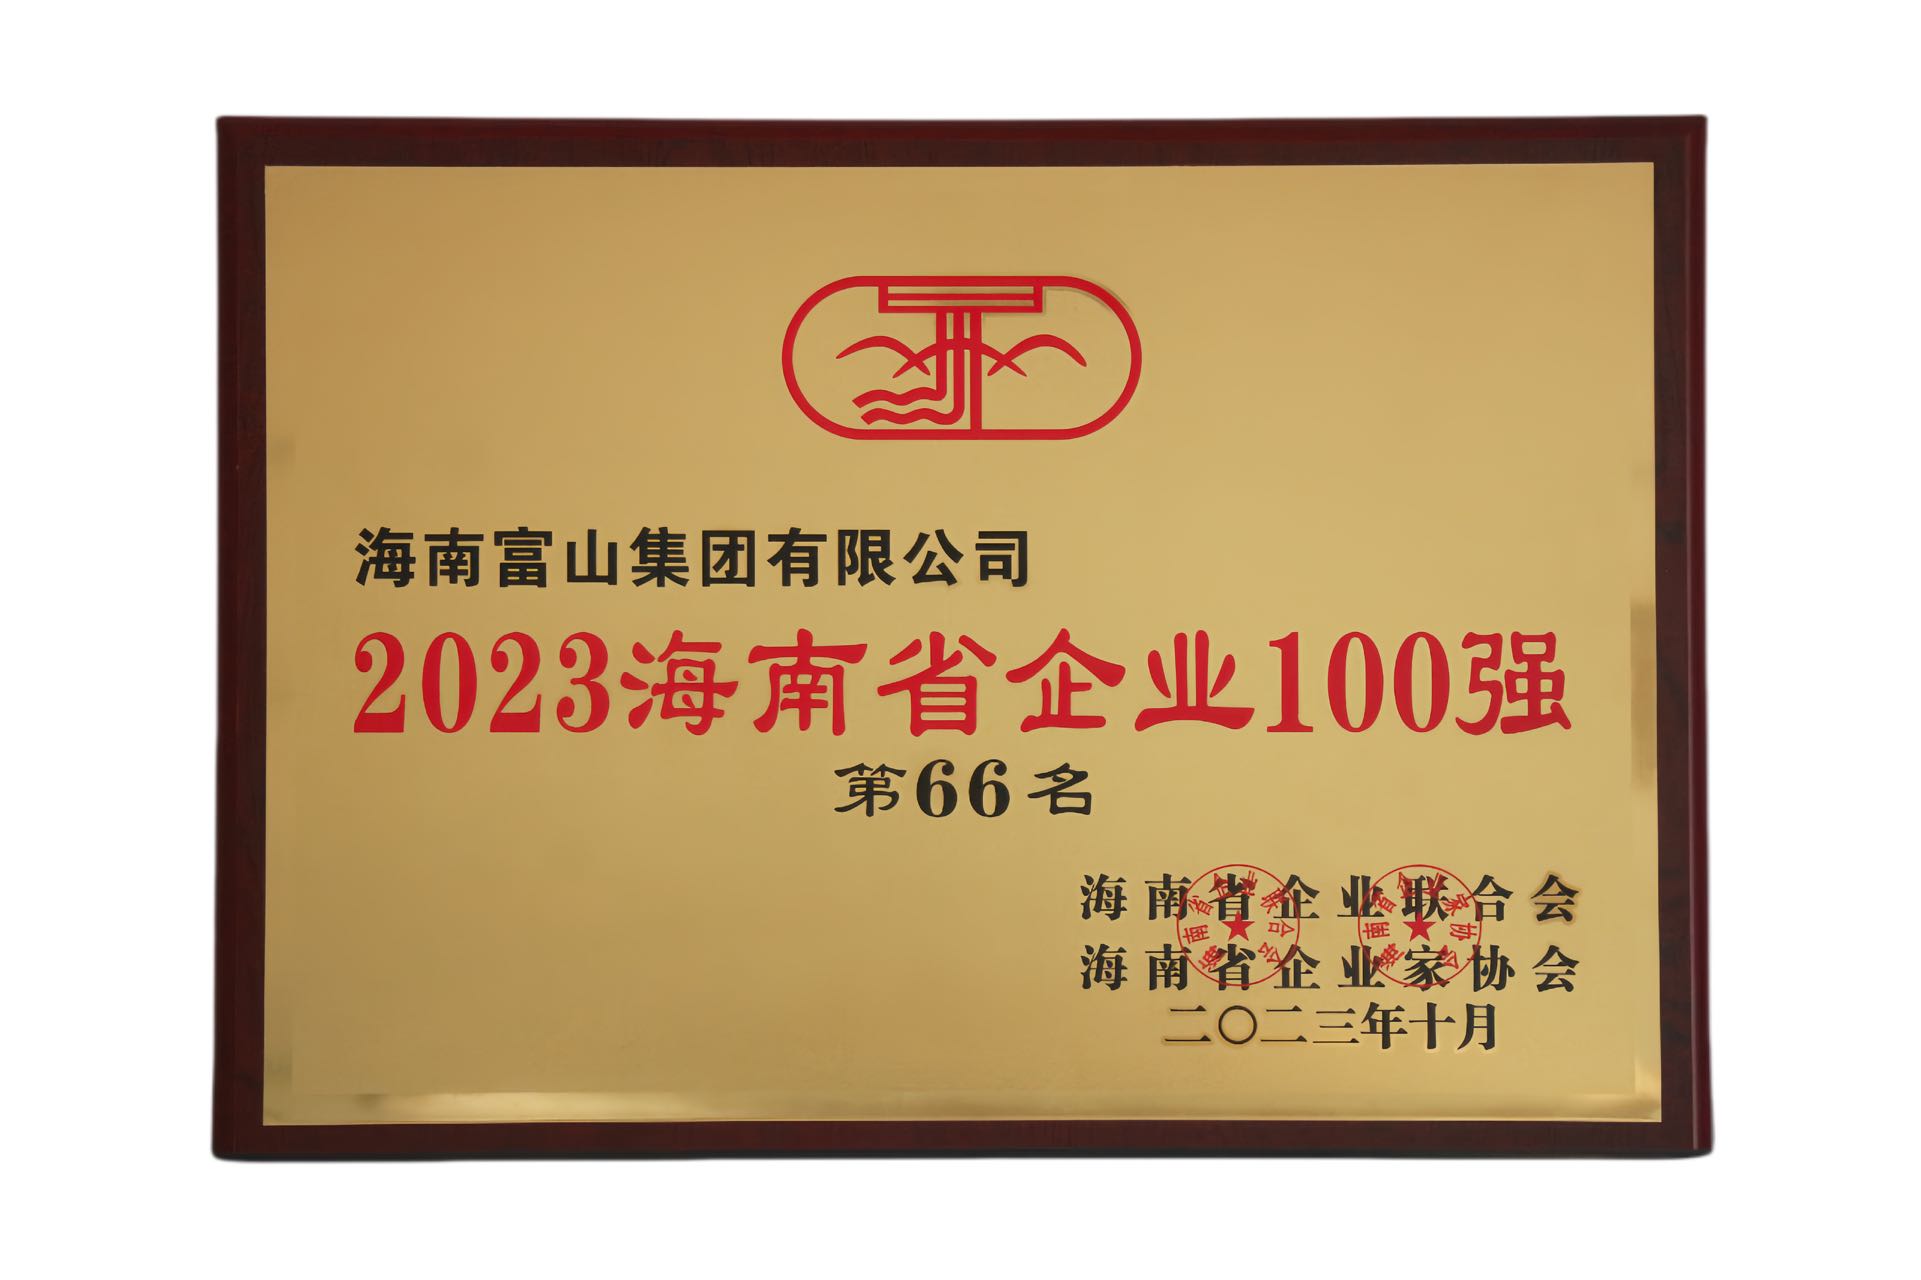 海南富山集团有限公司
2023海南省企业100强
第66名
海南省企业联合会
海南省企业家协会
二〇二三年十月